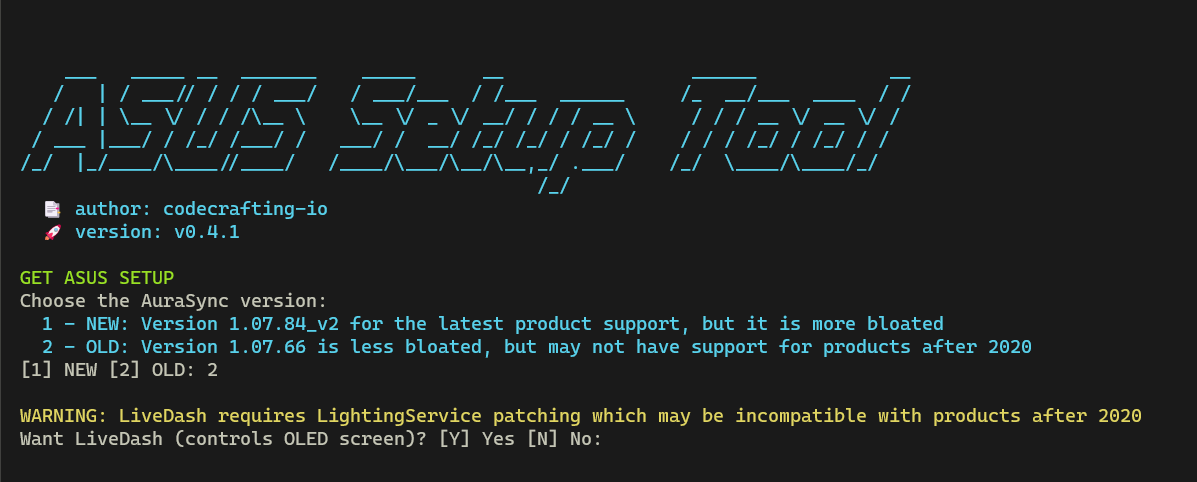 ASUS Setup Tool
author: codecrafting-io
version: v0.4.1
GET ASUS SETUP
Choose the AuraSync version:
1 - NEW: Version 1.07.84_v2 for the latest product support, but it is more bloated
2 - OLD: Version 1.07.66 is less bloated, but may not have support for products after 2020
[1] NEW [2] OLD: 2
WARNING: LiveDash requires LightingService patching which may be incompatible with products after 2020
Want LiveDash (controls OLED screen)? [Y] Yes [N] No: